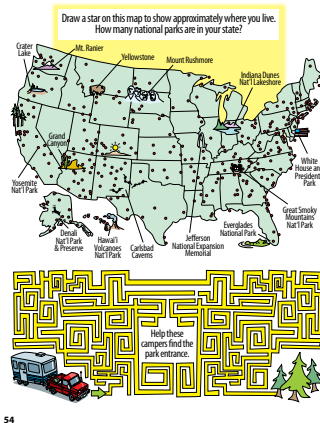 Draw a star on this map to show approximately where you live.
How many national parks are in your state?
Crater
Lake
Mt. Ranier
Yellowstone
Mount Rushmore
Indiana Dunes
Nat'l Lakeshore
Grand
Canyon
Yosemite
Nat'l Park
White
House and
President's
Park
Great Smoky
Mountains
Nat'l Park
Denali
Nat'l Park
& Preserve
Hawai'i
Volcanoes
Nat'l Park
Carlsbad
Caverns
Jefferson
National Expansion
Memorial
Everglades
National Park
Help these
campers find the
park entrance.
54